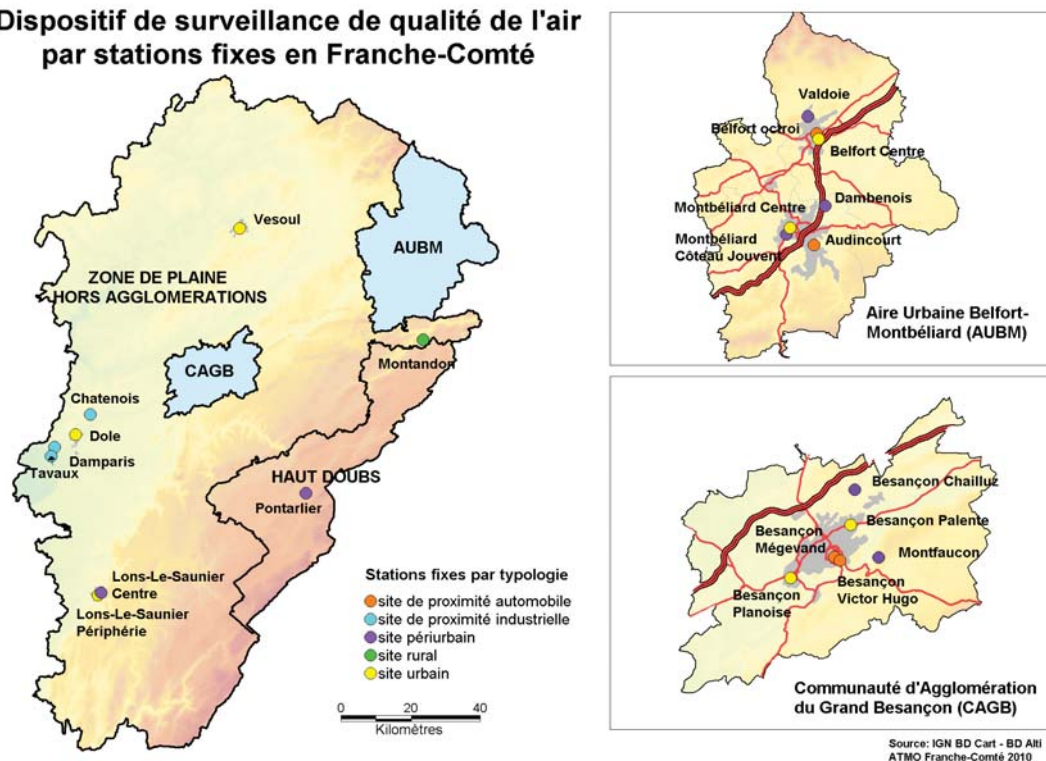 Dispositif de surveillance de qualité de l'air
par stations fixes en Franche-Comté
Vesoul
AUBM
ZONE DE PLAINE
HORS AGGLOMERATIONS
CAGB
Montandon
Chatenois
Dole
Damparis
Tavaux
HAUT DOUBS
Pontarlier
Lons-Le-Saunier
Centre
Lons-Le-Saunier
Périphérie
Stations fixes par typologie
site de proximité automobile
site de proximité industrielle
site périurbain
site rural
site urbain
0 20 40
Kilomètres
Valdoie
Belfort octroi
Belfort Centre
Dambenois
Montbéliard Centre
Montbéliard
Côteau Jouvent
Audincourt
Aire Urbaine Belfort-
Montbéliard (AUBM)
Besançon Chailluz
Besançon Palente
Besançon
Mégevand
Montfaucon
Besançon
Victor Hugo
Besançon
Planoise
Communauté d'Agglomération
du Grand Besançon (CAGB)
Source: IGN BD Cart - BD Alti
ATMO Franche-Comté 2010